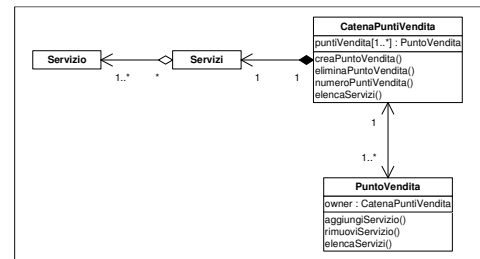 CatenaPuntiVendita
puntiVendita[1..*] : PuntoVendita
creaPuntoVendita()
eliminaPuntoVendita()
numeroPuntiVendita()
elencaServizi()
Servizio
Servizi
1..*
*
1
1
1
1..*
PuntoVendita
owner : CatenaPuntiVendita
aggiungiServizio()
rimuoviServizio()
elencaServizi()